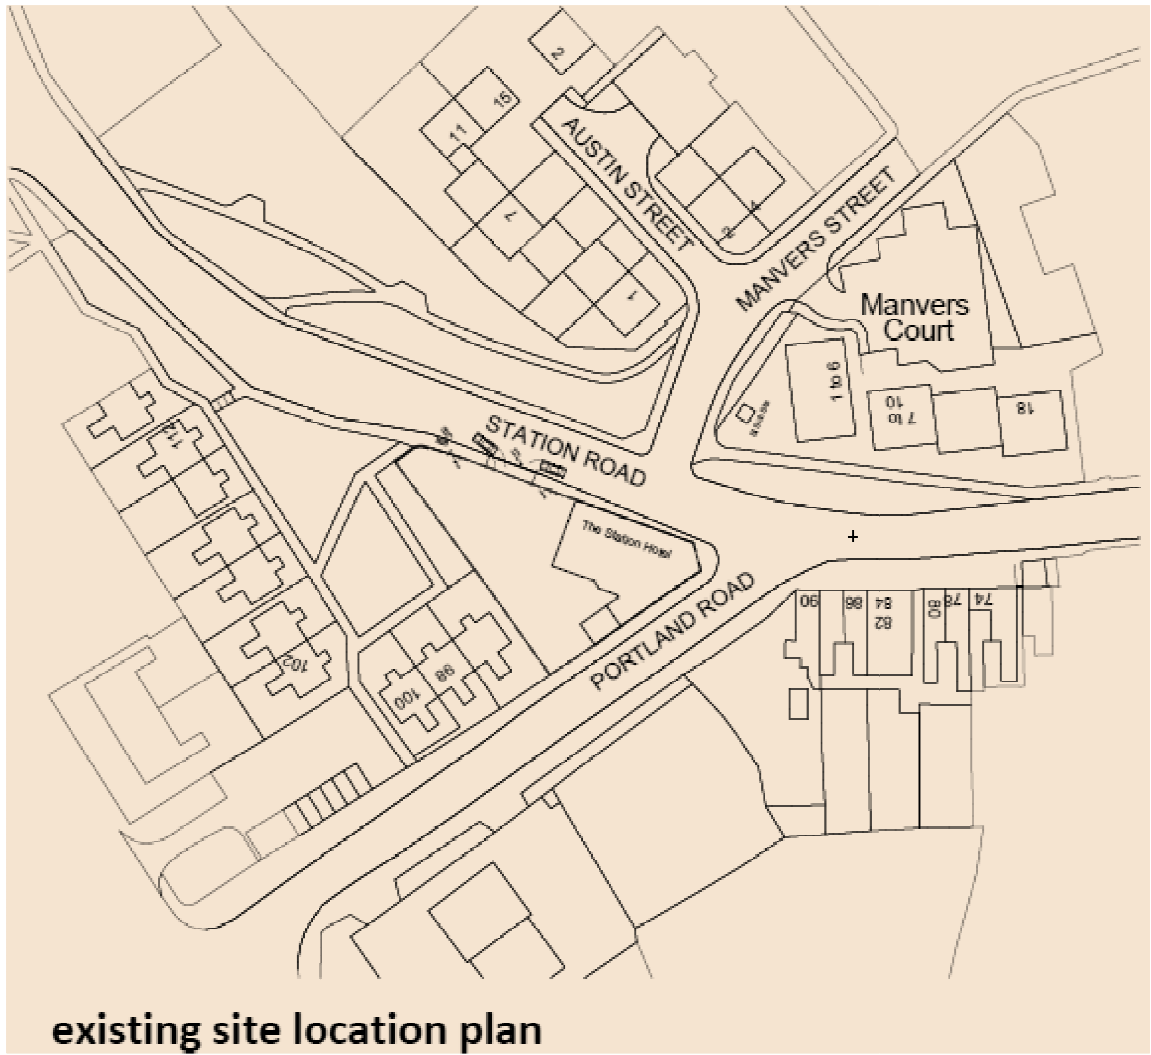 2
15
11
AUSTIN STREET
7
4
2
1
MANVERS STREET
Manvers
Court
1 to 6
7 to
10
18
STATION ROAD
The Station Hotel
PORTLAND ROAD
112
102
100
98
90
86
84
82
80
78
74
existing site location plan